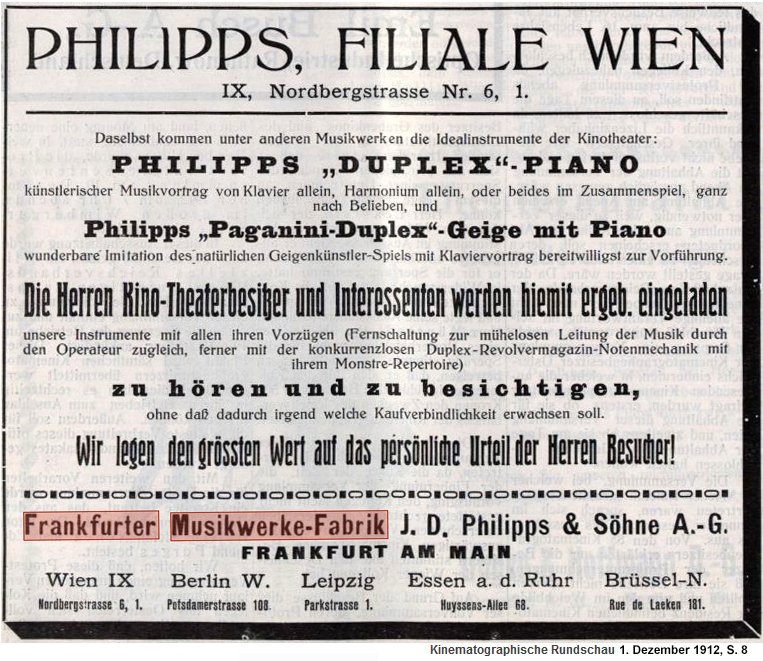 PHILIPPS, FILIALE WIEN
IX, Nordbergstrasse Nr. 6, 1.
Daselbst kommen unter anderen Musikwerken die Idealinstrumente der Kinotheater:
PHILIPPS „DUPLEX“-PIANO
künstlerischer Musikvortrag von Klavier allein, Harmonium allein, oder beides im Zusammenspiel, ganz
nach Belieben, und
Philipps „Paganini-Duplex“-Geige mit Piano
wunderbare Imitation des natürlichen Geigenkünstler-Spiels mit Klaviervortrag bereitwilligst zur Vorführung.
Die Herren Kino-Theaterbesitzer und Interessenten werden hiemit ergeb. eingeladen
unsere Instrumente mit allen ihren Vorzügen (Fernschaltung zur mühelosen Leitung der Musik durch
den Operateur zugleich, ferner mit der konkurrenzlosen Duplex-Revolvermagazin-Notenmechanik mit
ihrem Monstre-Repertoire)
zu hören und zu besichtigen,
ohne daß dadurch irgend welche Kaufverbindlichkeit erwachsen soll.
Wir legen den grössten Wert auf das persönliche Urteil der Herren Besucher!
Frankfurter Musikwerke-Fabrik J. D. Philipps & Söhne A.-G.
FRANKFURT AM MAIN
Wien IX Berlin W. Leipzig Essen a. d. Ruhr Brüssel-N.
Nordbergstrasse 6, 1. Potsdamerstrasse 108. Parkstrasse 1. Huyssens-Allee 68. Rue de Laeken 181.
Kinematographische Rundschau 1. Dezember 1912, S. 8